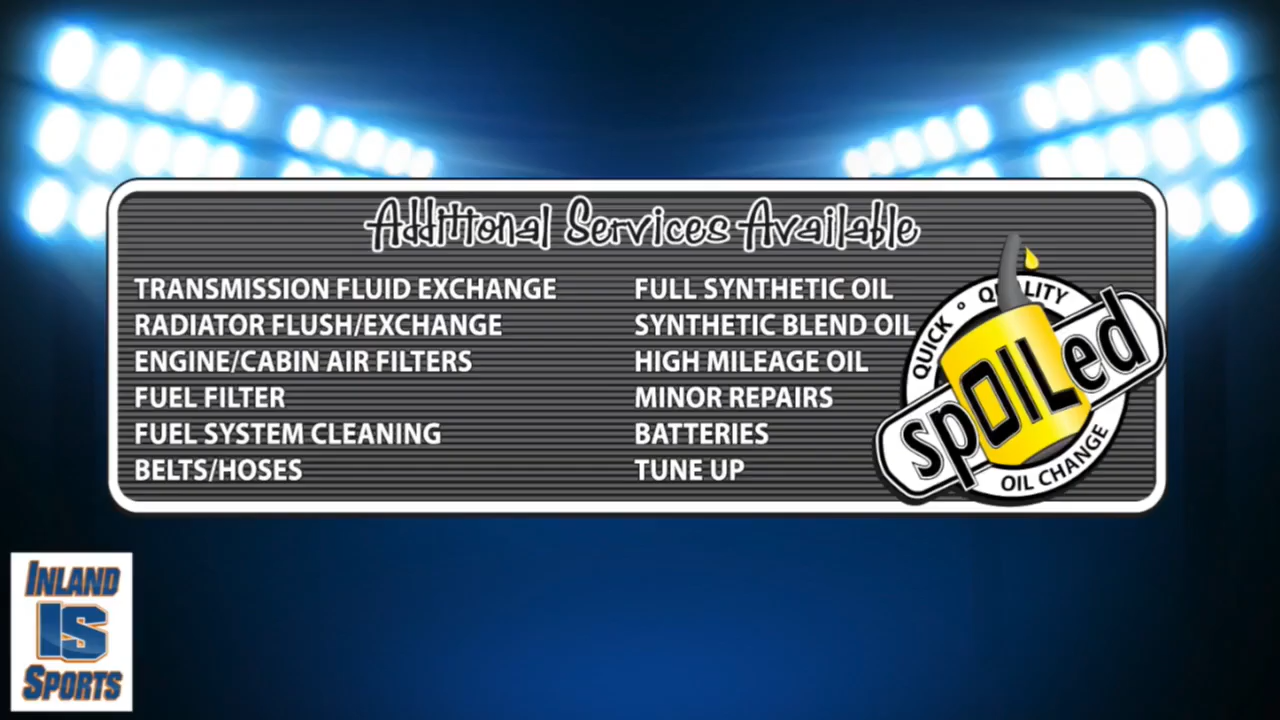 Additional Services Available
TRANSMISSION FLUID EXCHANGE
RADIATOR FLUSH/EXCHANGE
ENGINE/CABIN AIR FILTERS
FUEL FILTER
FUEL SYSTEM CLEANING
BELTS/HOSES
FULL SYNTHETIC OIL
SYNTHETIC BLEND OIL
HIGH MILEAGE OIL
MINOR REPAIRS
BATTERIES
TUNE UP
QUICK ° QUALITY
spOILed
OIL CHANGE
INLAND
IS
SPORTS